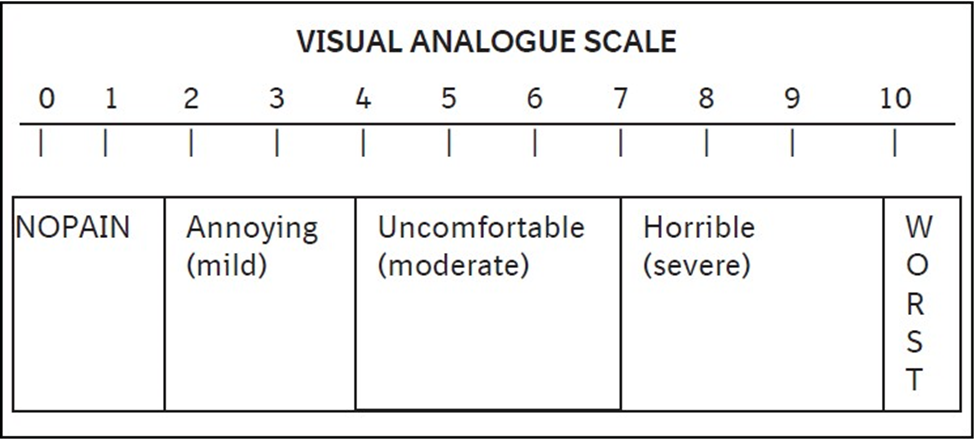 VISUAL ANALOGUE SCALE
0 1 2 3 4 5 6 7 8 9 10
NOPAIN
Annoying
(mild)
Uncomfortable
(moderate)
Horrible
(severe)
W
O
R
S
T